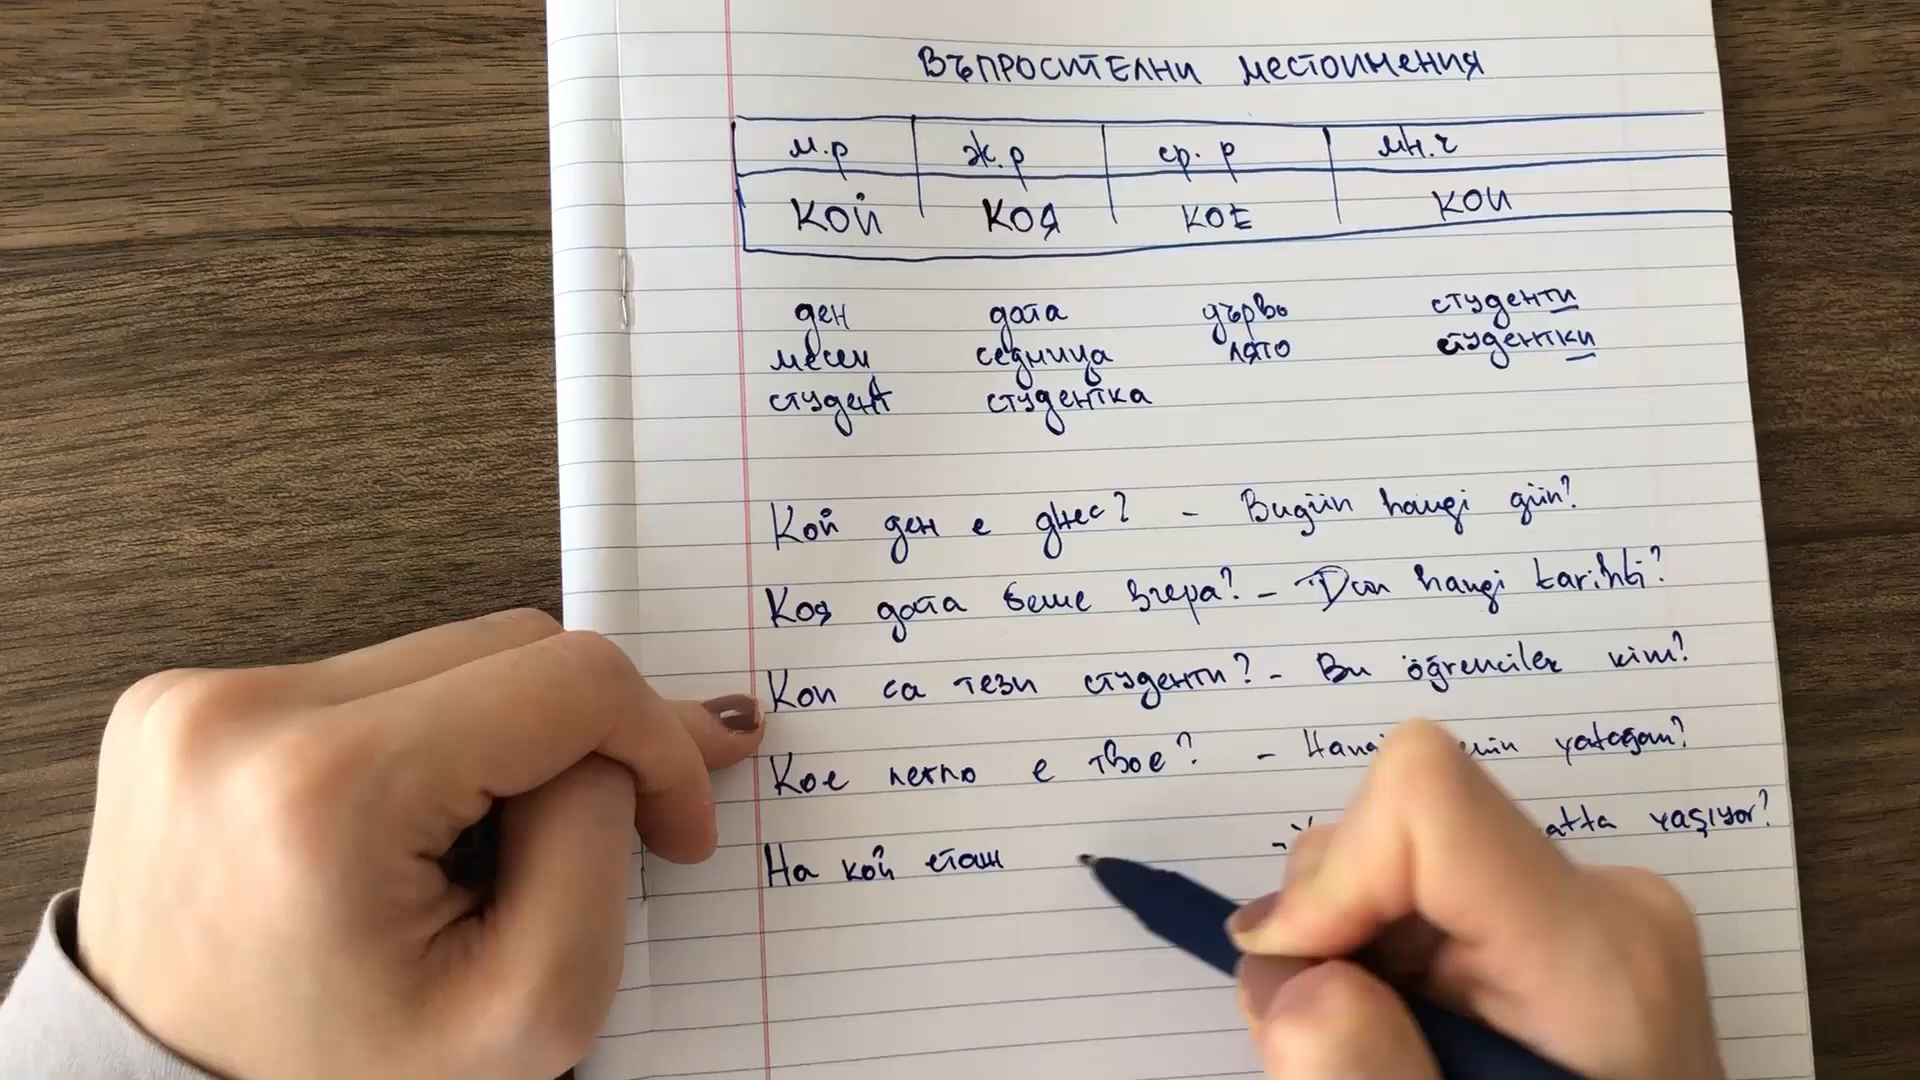 ВЪПРОСИТЕЛНИ местоимения
м.р ж.р ср.р мн.ч
КОЙ КОЯ КОЕ КОИ
ден дата дърво студенти
месец седмица лято студентки
студент студентка
Кой ден е днес? - Bugün hangi gün?
Коя дата беше вчера? - Dün hangi tarihti?
Кои са тези студенти? - Bu öğrenciler kim?
Кое легло е твое? - yatağın?
На кой етаж - yaşıyor?